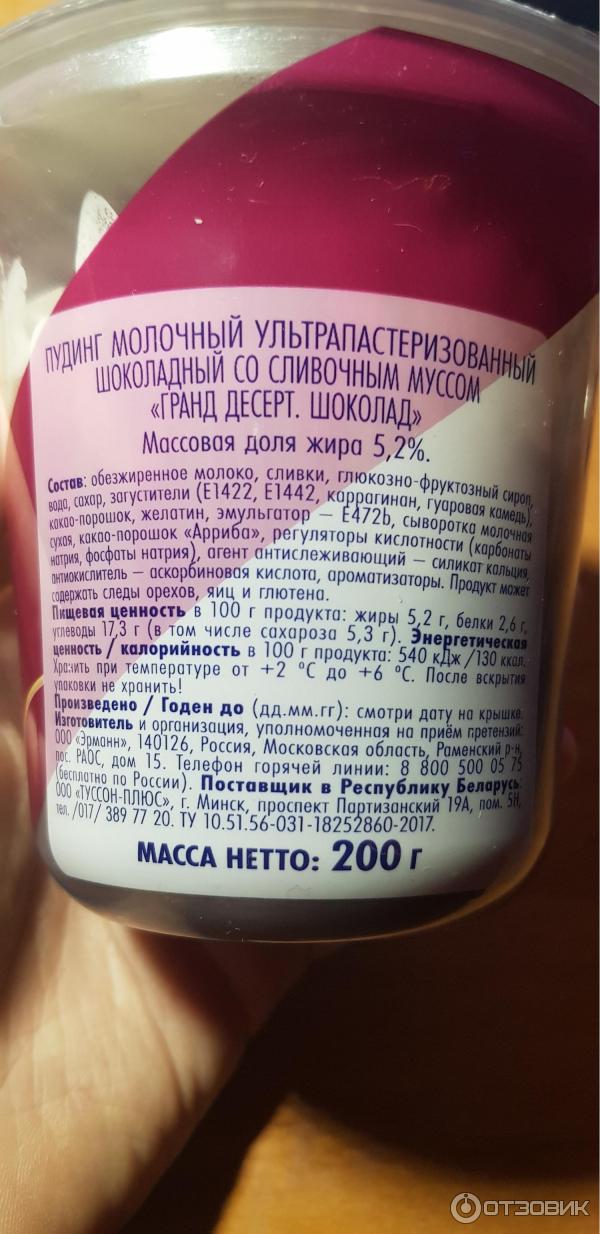 ПУДИНГ МОЛОЧНЫЙ УЛЬТРАПАСТЕРИЗОВАННЫЙ
ШОКОЛАДНЫЙ СО СЛИВОЧНЫМ МУССОМ
«ГРАНД ДЕСЕРТ. ШОКОЛАД»
Массовая доля жира 5,2%.
Состав: обезжиренное молоко, сливки, глюкозно-фруктозный сироп,
вода, сахар, загустители (Е1422, Е1442, каррагинан, гуаровая камедь),
какао-порошок, желатин, эмульгатор – Е472b, сыворотка молочная
сухая, какао-порошок «Арриба», регуляторы кислотности (карбонаты
натрия, фосфаты натрия), агент антислеживающий – силикат кальция,
антиокислитель – аскорбиновая кислота, ароматизаторы. Продукт может
содержать следы орехов, яиц и глютена.
Пищевая ценность в 100 г продукта: жиры 5,2 г, белки 2,6 г,
углеводы 17,3 г (в том числе сахароза 5,3 г). Энергетическая
ценность / калорийность в 100 г продукта: 540 кДж /130 ккал.
Хранить при температуре от +2 °С до +6 °С. После вскрытия
упаковки не хранить!
Произведено / Годен до (дд.мм.гг): смотри дату на крышке.
Изготовитель и организация, уполномоченная на приём претензий:
ООО «Эрманн», 140126, Россия, Московская область, Раменский р-н,
пос. РАОС, дом 15. Телефон горячей линии: 8 800 500 05 75
(бесплатно по России). Поставщик в Республику Беларусь:
ООО «ТУССОН-ПЛЮС», г. Минск, проспект Партизанский 19А, пом. 5Н,
тел. /017/ 389 77 20. ТУ 10.51.56-031-18252860-2017.
МАССА НЕТТО: 200 г
ОТЗОВИК